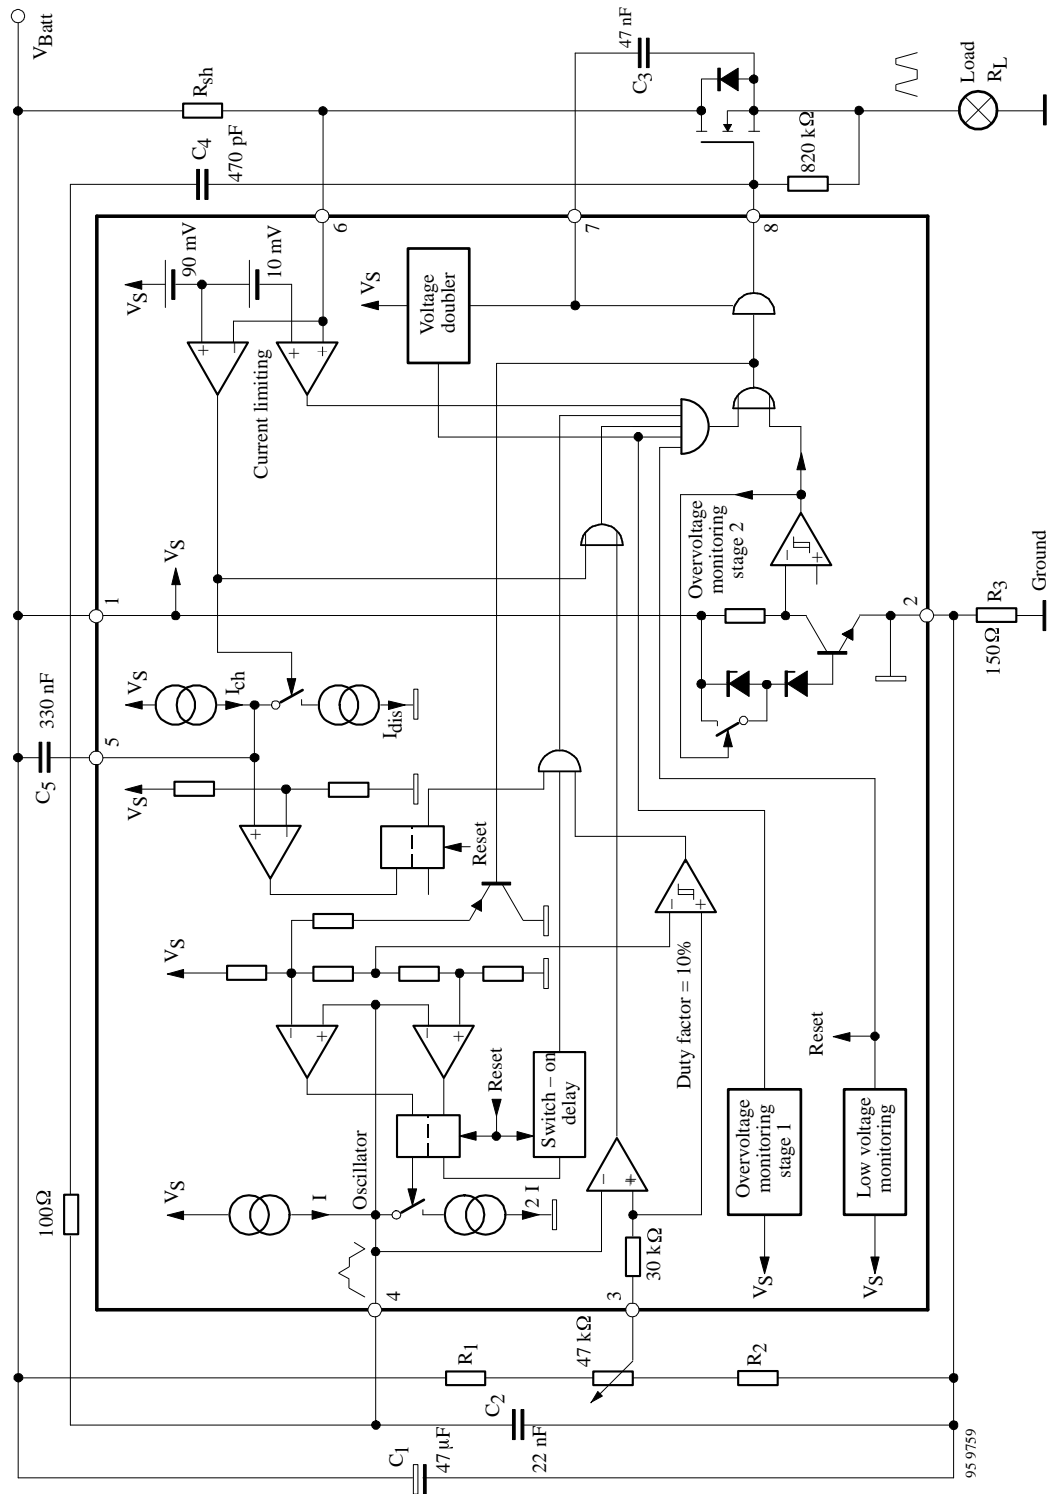 VBatt
Rsh
C4
470 pF
C3
47 nF
820 kΩ
Load
RL
6
7
8
VS
90 mV
10 mV
Current limiting
VS
Voltage
doubler
Overvoltage
monitoring
stage 2
1
VS
2
R3
150Ω
Ground
C5
330 nF
5
VS
Ich
Idis
VS
Reset
VS
Duty factor = 10%
Reset
Switch – on
delay
Oscillator
VS
I
2 I
100Ω
4
3
30 kΩ
Overvoltage
monitoring
stage 1
VS
Reset
Low voltage
monitoring
VS
R1
47 kΩ
R2
C2
22 nF
C1
47 µF
95 9759